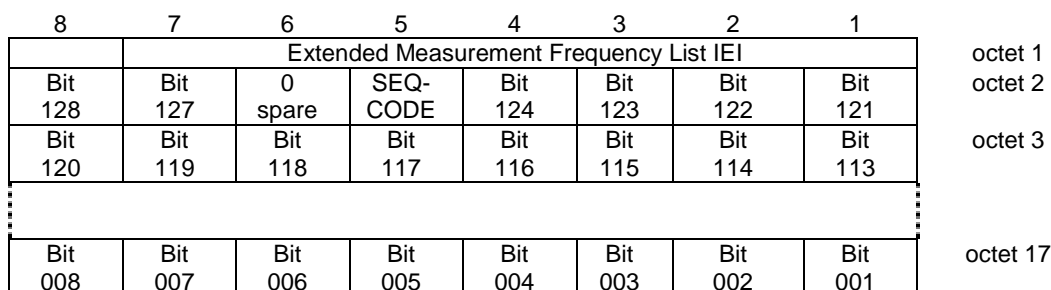 8 7 6 5 4 3 2 1
Extended Measurement Frequency List IEI octet 1
Bit Bit 0 SEQ- Bit Bit Bit Bit octet 2
128 127 spare CODE 124 123 122 121
Bit Bit Bit Bit Bit Bit Bit Bit octet 3
120 119 118 117 116 115 114 113
Bit Bit Bit Bit Bit Bit Bit Bit octet 17
008 007 006 005 004 003 002 001